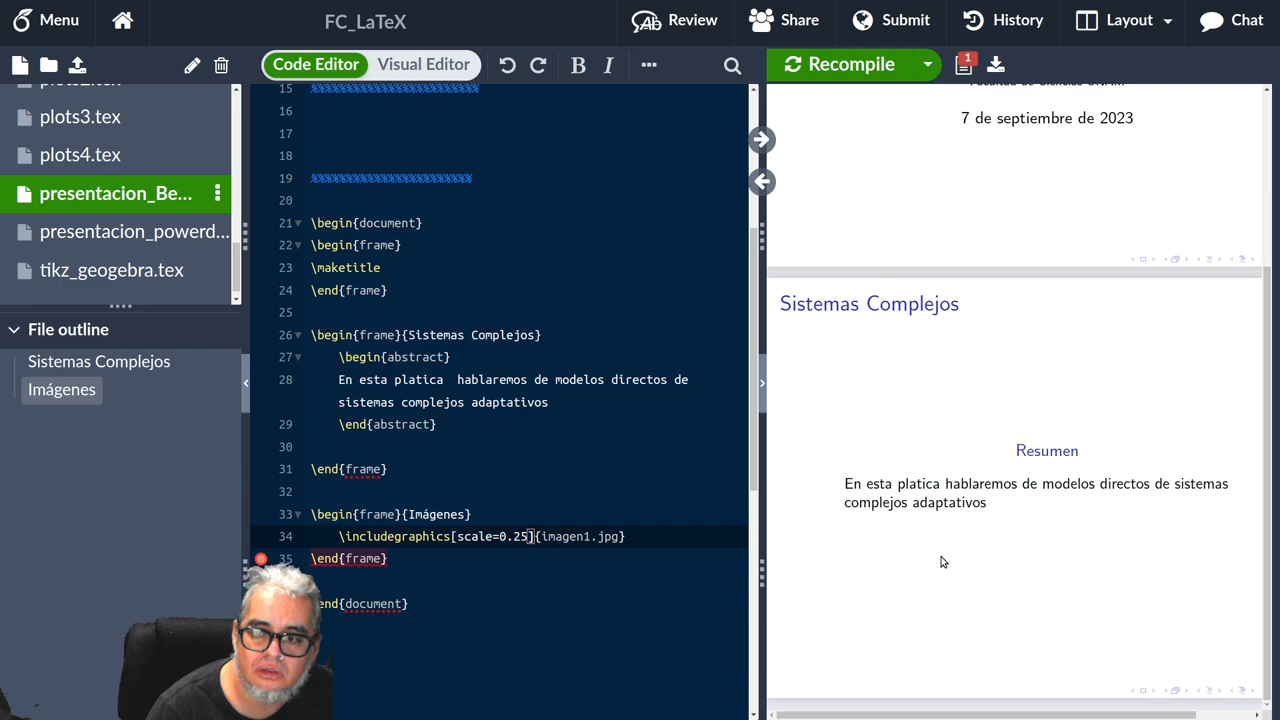 Menu
FC_LaTeX
Review
Share
Submit
History
Layout
Chat
Code Editor
Visual Editor
B
I
Recompile
1
plots3.tex
plots4.tex
presentacion_Be...
presentacion_powerd...
tikz_geogebra.tex
File outline
Sistemas Complejos
Imágenes
15 %%%%%%%%%%%%%%%%%%%%%%%%
16
17
18
19 %%%%%%%%%%%%%%%%%%%%%%%
20
21 \begin{document}
22 \begin{frame}
23 \maketitle
24 \end{frame}
25
26 \begin{frame}{Sistemas Complejos}
27 \begin{abstract}
28 En esta platica  hablaremos de modelos directos de
sistemas complejos adaptativos
29 \end{abstract}
30
31 \end{frame}
32
33 \begin{frame}{Imágenes}
34 \includegraphics[scale=0.25]{imagen1.jpg}
35 \end{frame}
end{document}
7 de septiembre de 2023
Sistemas Complejos
Resumen
En esta platica hablaremos de modelos directos de sistemas
complejos adaptativos